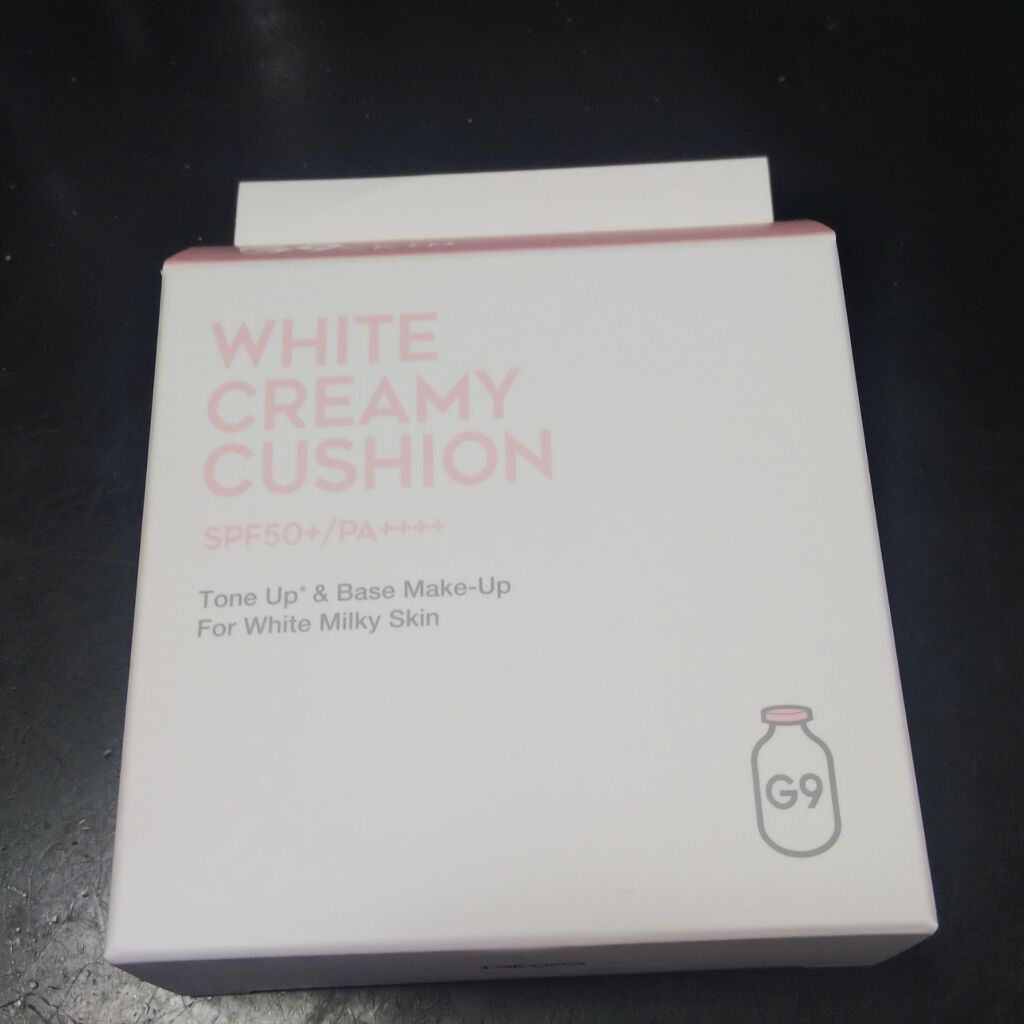 WHITE
CREAMY
CUSHION
SPF50+/PA++++
Tone Up* & Base Make-Up
For White Milky Skin
G9